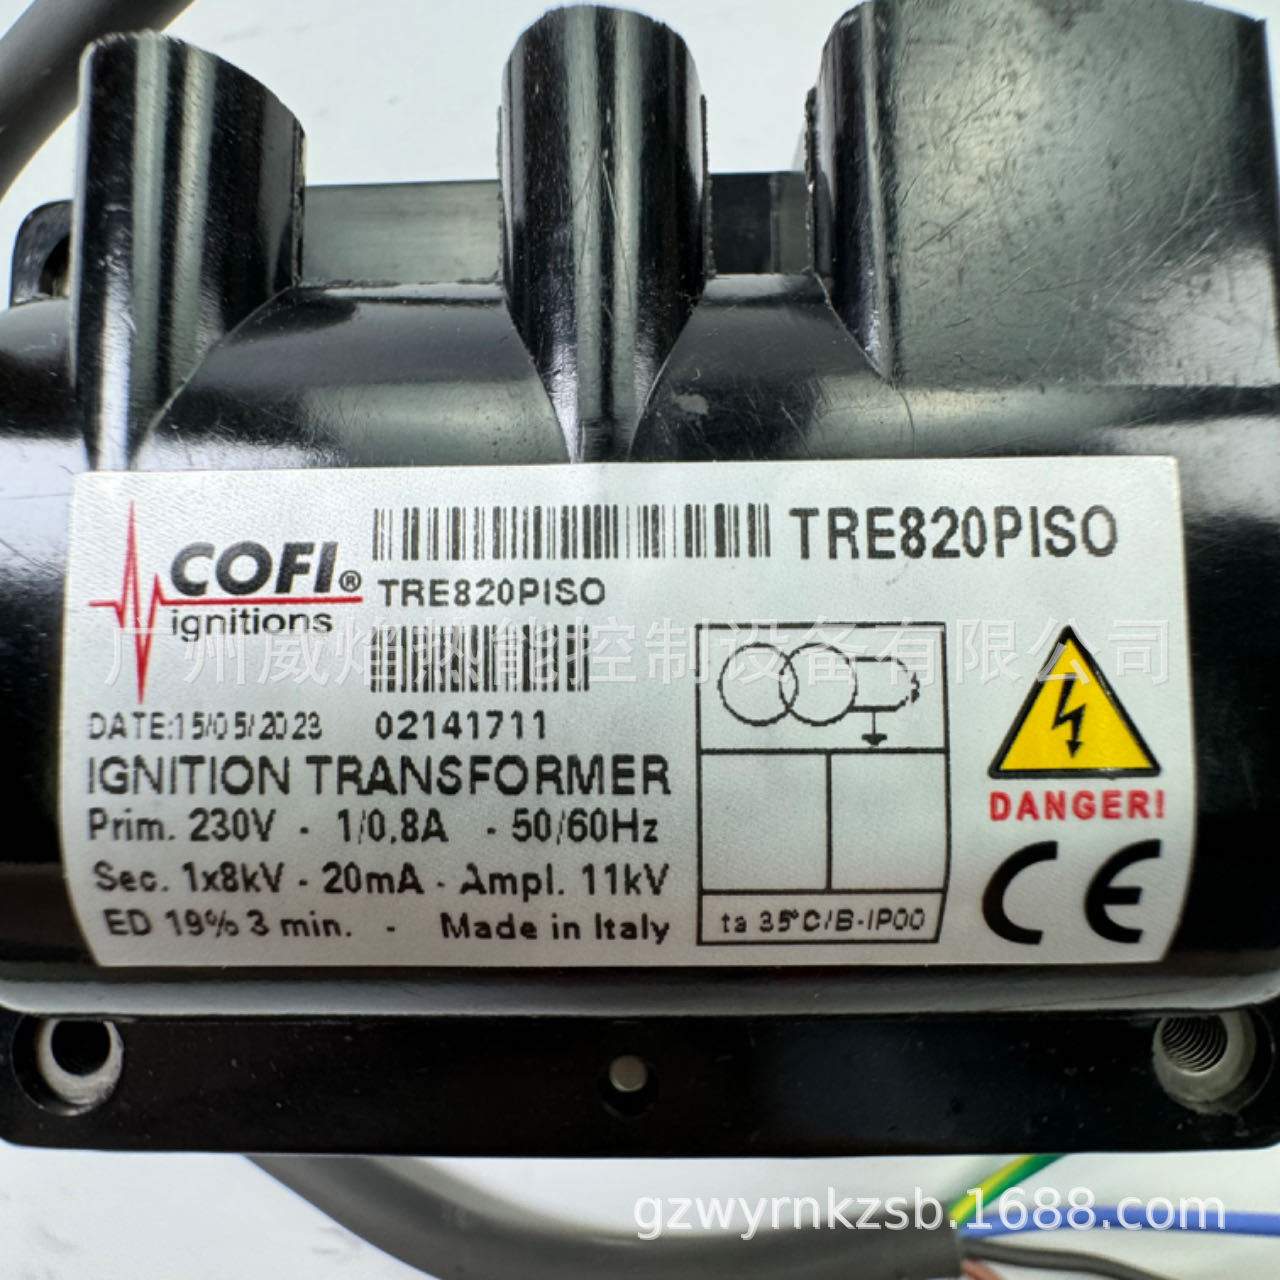 COFI®
ignitions
TRE820PISO
TRE820PISO
广州威焰热能控制设备有限公司
DATE:15/05/2023 02141711
IGNITION TRANSFORMER
Prim. 230V - 1/0,8A - 50/60Hz
Sec. 1x8kV - 20mA - Ampl. 11kV
ED 19% 3 min. - Made in Italy
ta 35°C/B-IP00
DANGER!
CE
gzwyrnkzsb.1688.com